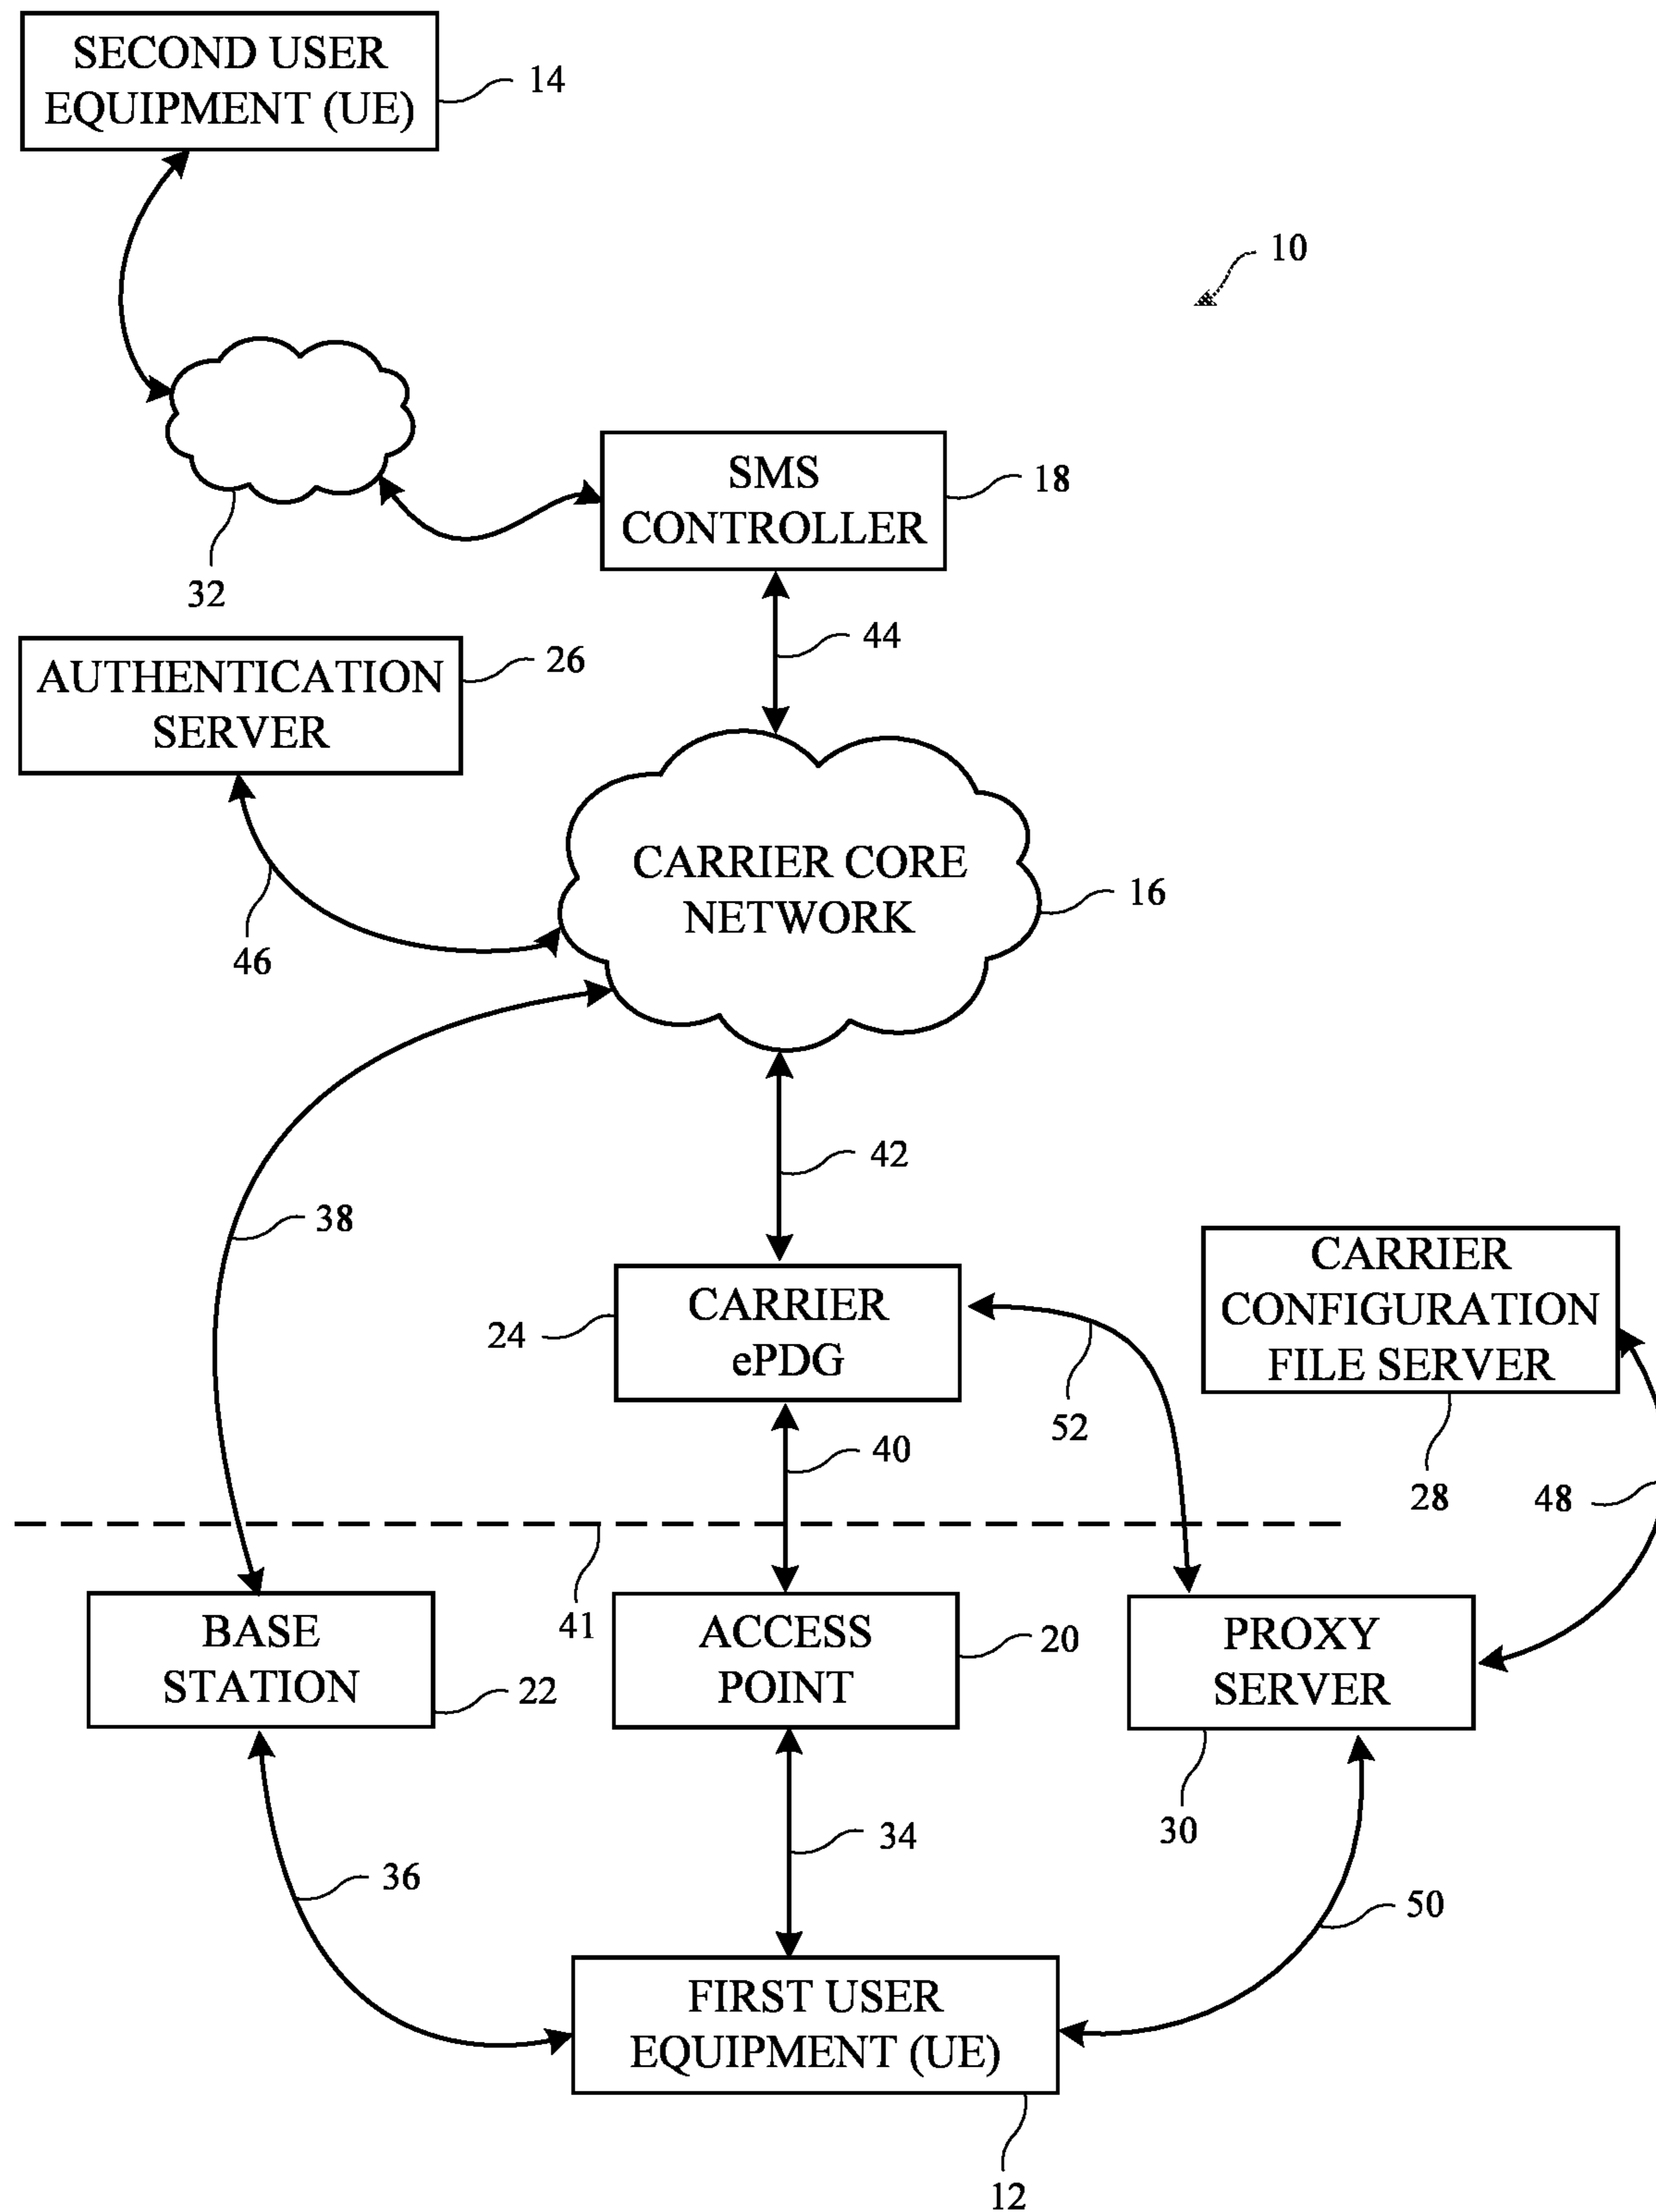 SECOND USER
EQUIPMENT (UE)
14
10
SMS
CONTROLLER
18
32
44
AUTHENTICATION
SERVER
26
CARRIER CORE
NETWORK
16
46
42
38
CARRIER
ePDG
24
CARRIER
CONFIGURATION
FILE SERVER
52
40
28
48
41
BASE
STATION
22
ACCESS
POINT
20
PROXY
SERVER
30
34
36
50
FIRST USER
EQUIPMENT (UE)
12